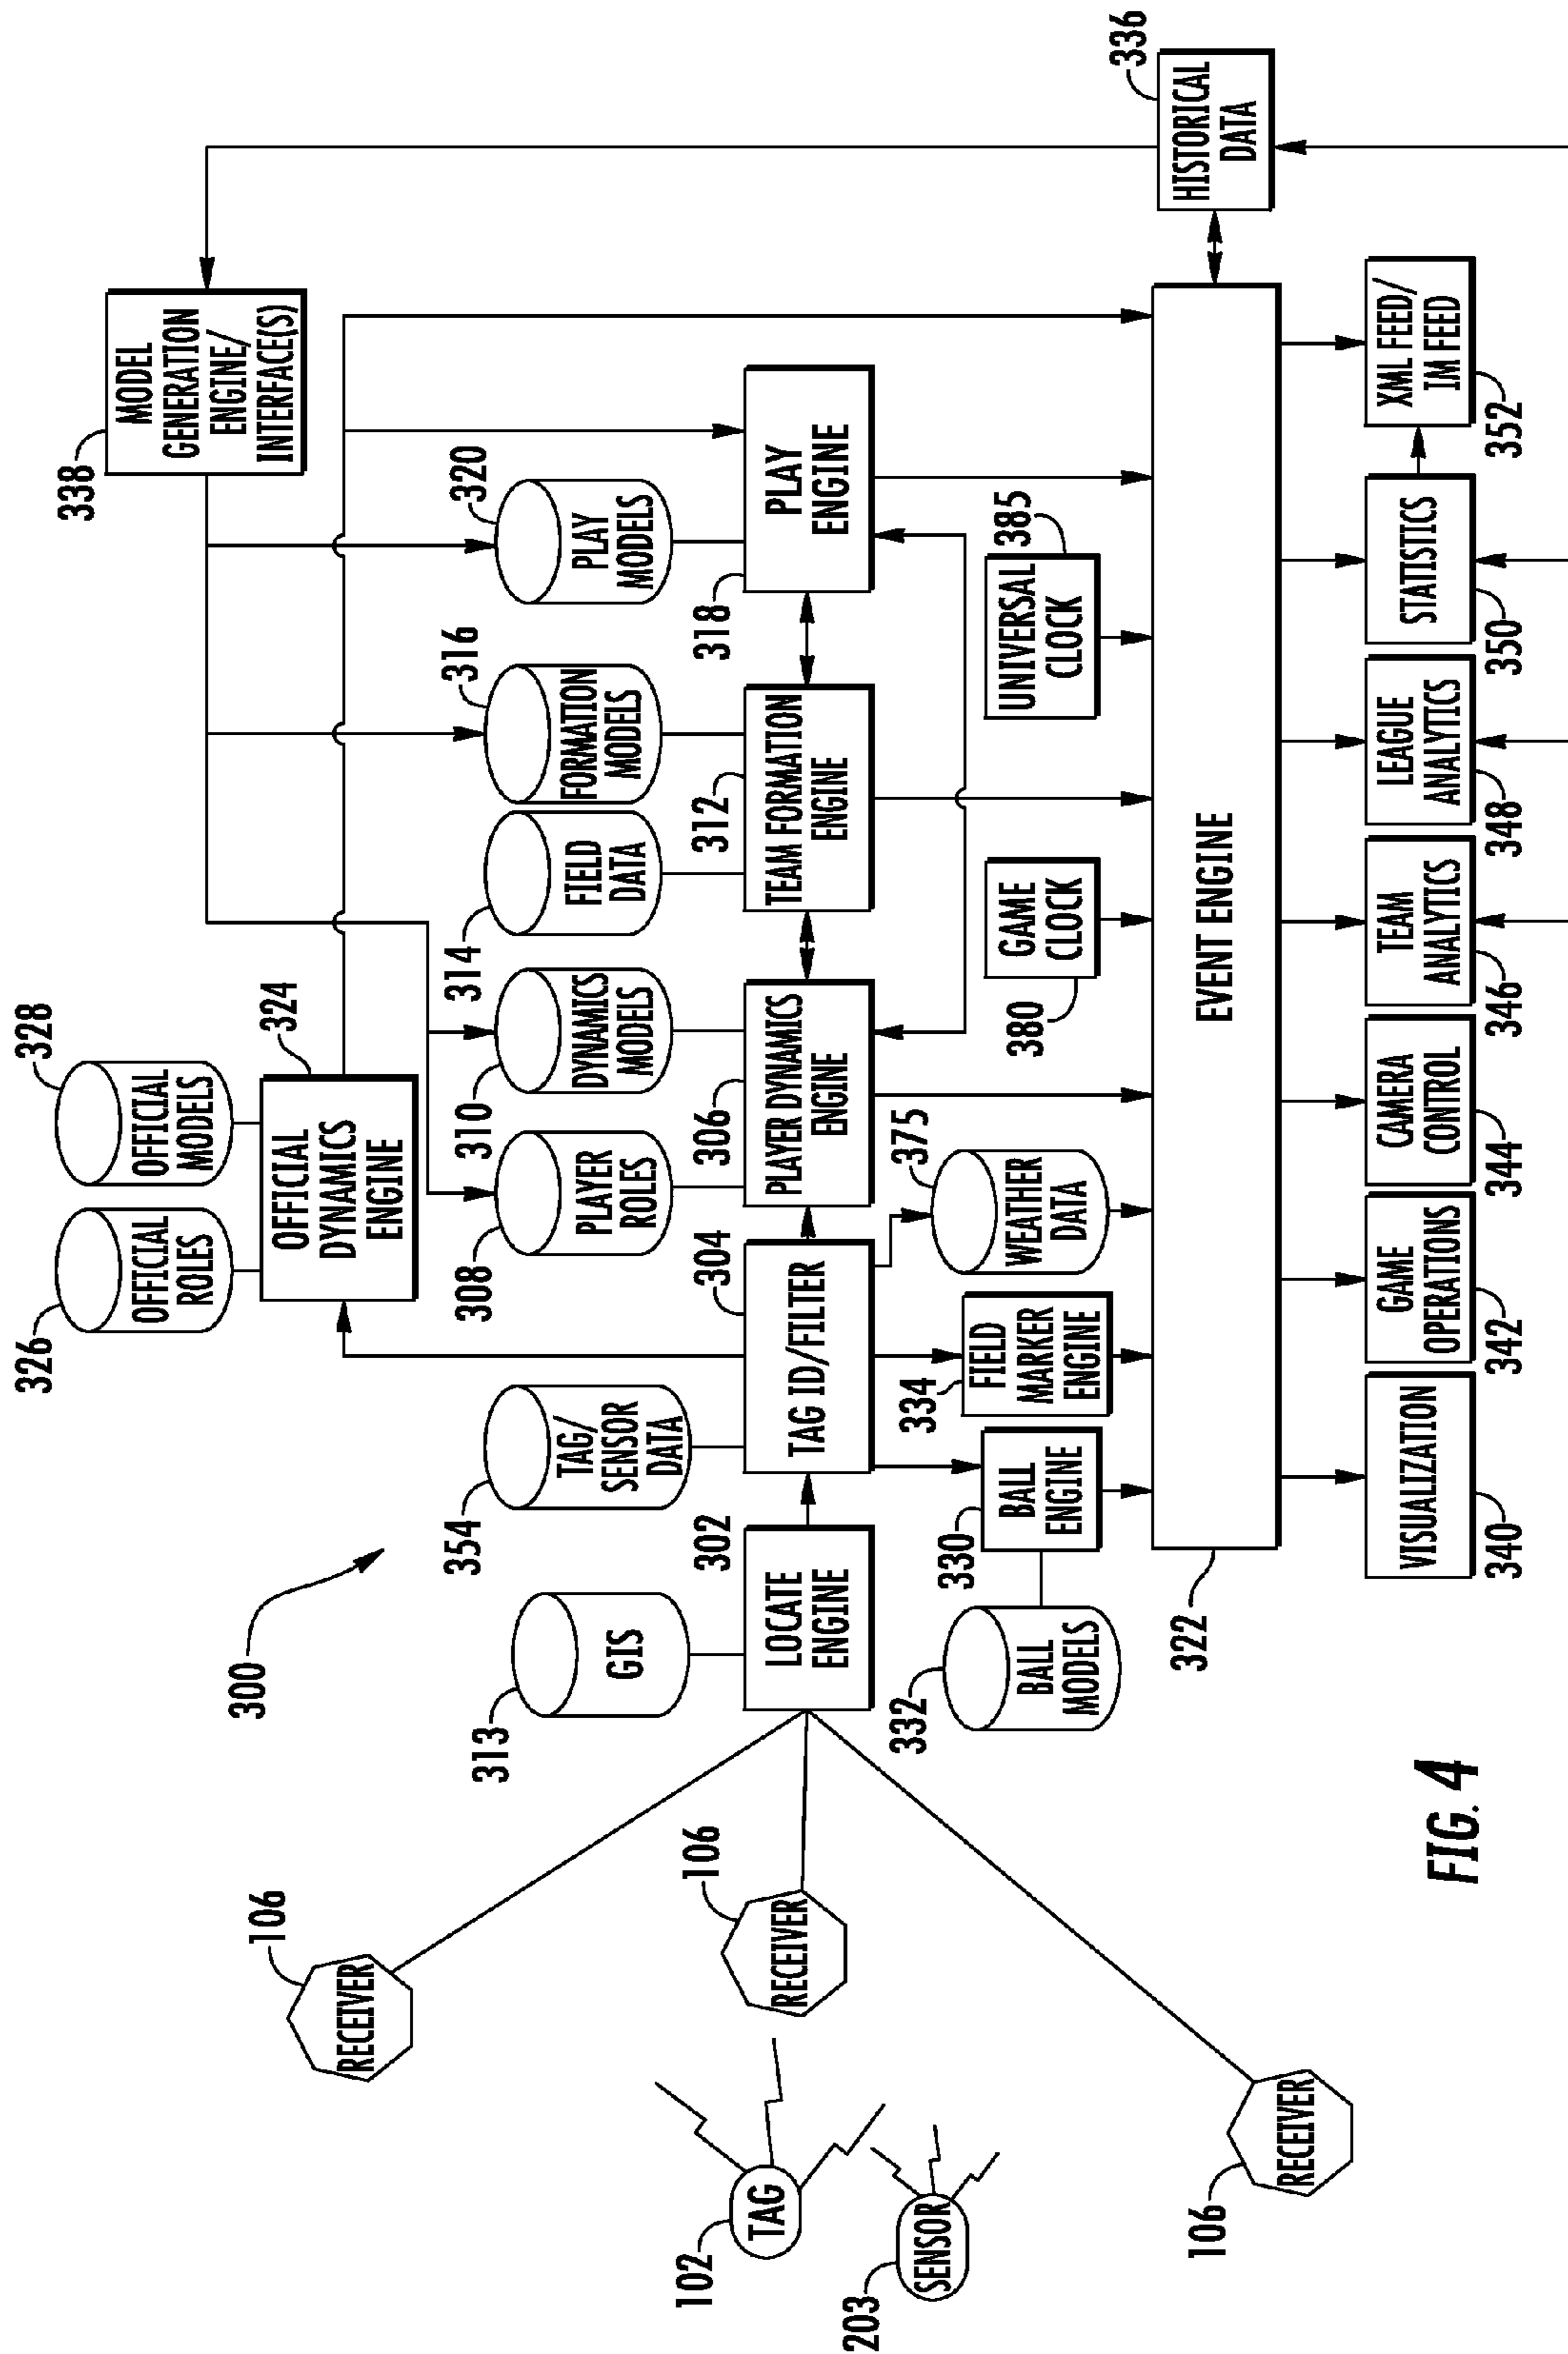 300
326
OFFICIAL
ROLES
328
OFFICIAL
MODELS
324
OFFICIAL
DYNAMICS
ENGINE
338
MODEL
GENERATION
ENGINE/
INTERFACE(S)
336
HISTORICAL
DATA
106
RECEIVER
313
GIS
354
TAG/
SENSOR
DATA
308
PLAYER
ROLES
310
DYNAMICS
MODELS
314
FIELD
DATA
316
FORMATION
MODELS
320
PLAY
MODELS
102
TAG
106
RECEIVER
302
LOCATE
ENGINE
304
TAG ID/FILTER
306
PLAYER DYNAMICS
ENGINE
312
TEAM FORMATION
ENGINE
318
PLAY
ENGINE
203
SENSOR
332
BALL
MODELS
330
BALL
ENGINE
334
FIELD
MARKER
ENGINE
375
WEATHER
DATA
380
GAME
CLOCK
385
UNIVERSAL
CLOCK
106
RECEIVER
322
EVENT ENGINE
VISUALIZATION
340
GAME
OPERATIONS
342
CAMERA
CONTROL
344
TEAM
ANALYTICS
346
LEAGUE
ANALYTICS
348
STATISTICS
350
XML FEED/
IM FEED
352
FIG. 4